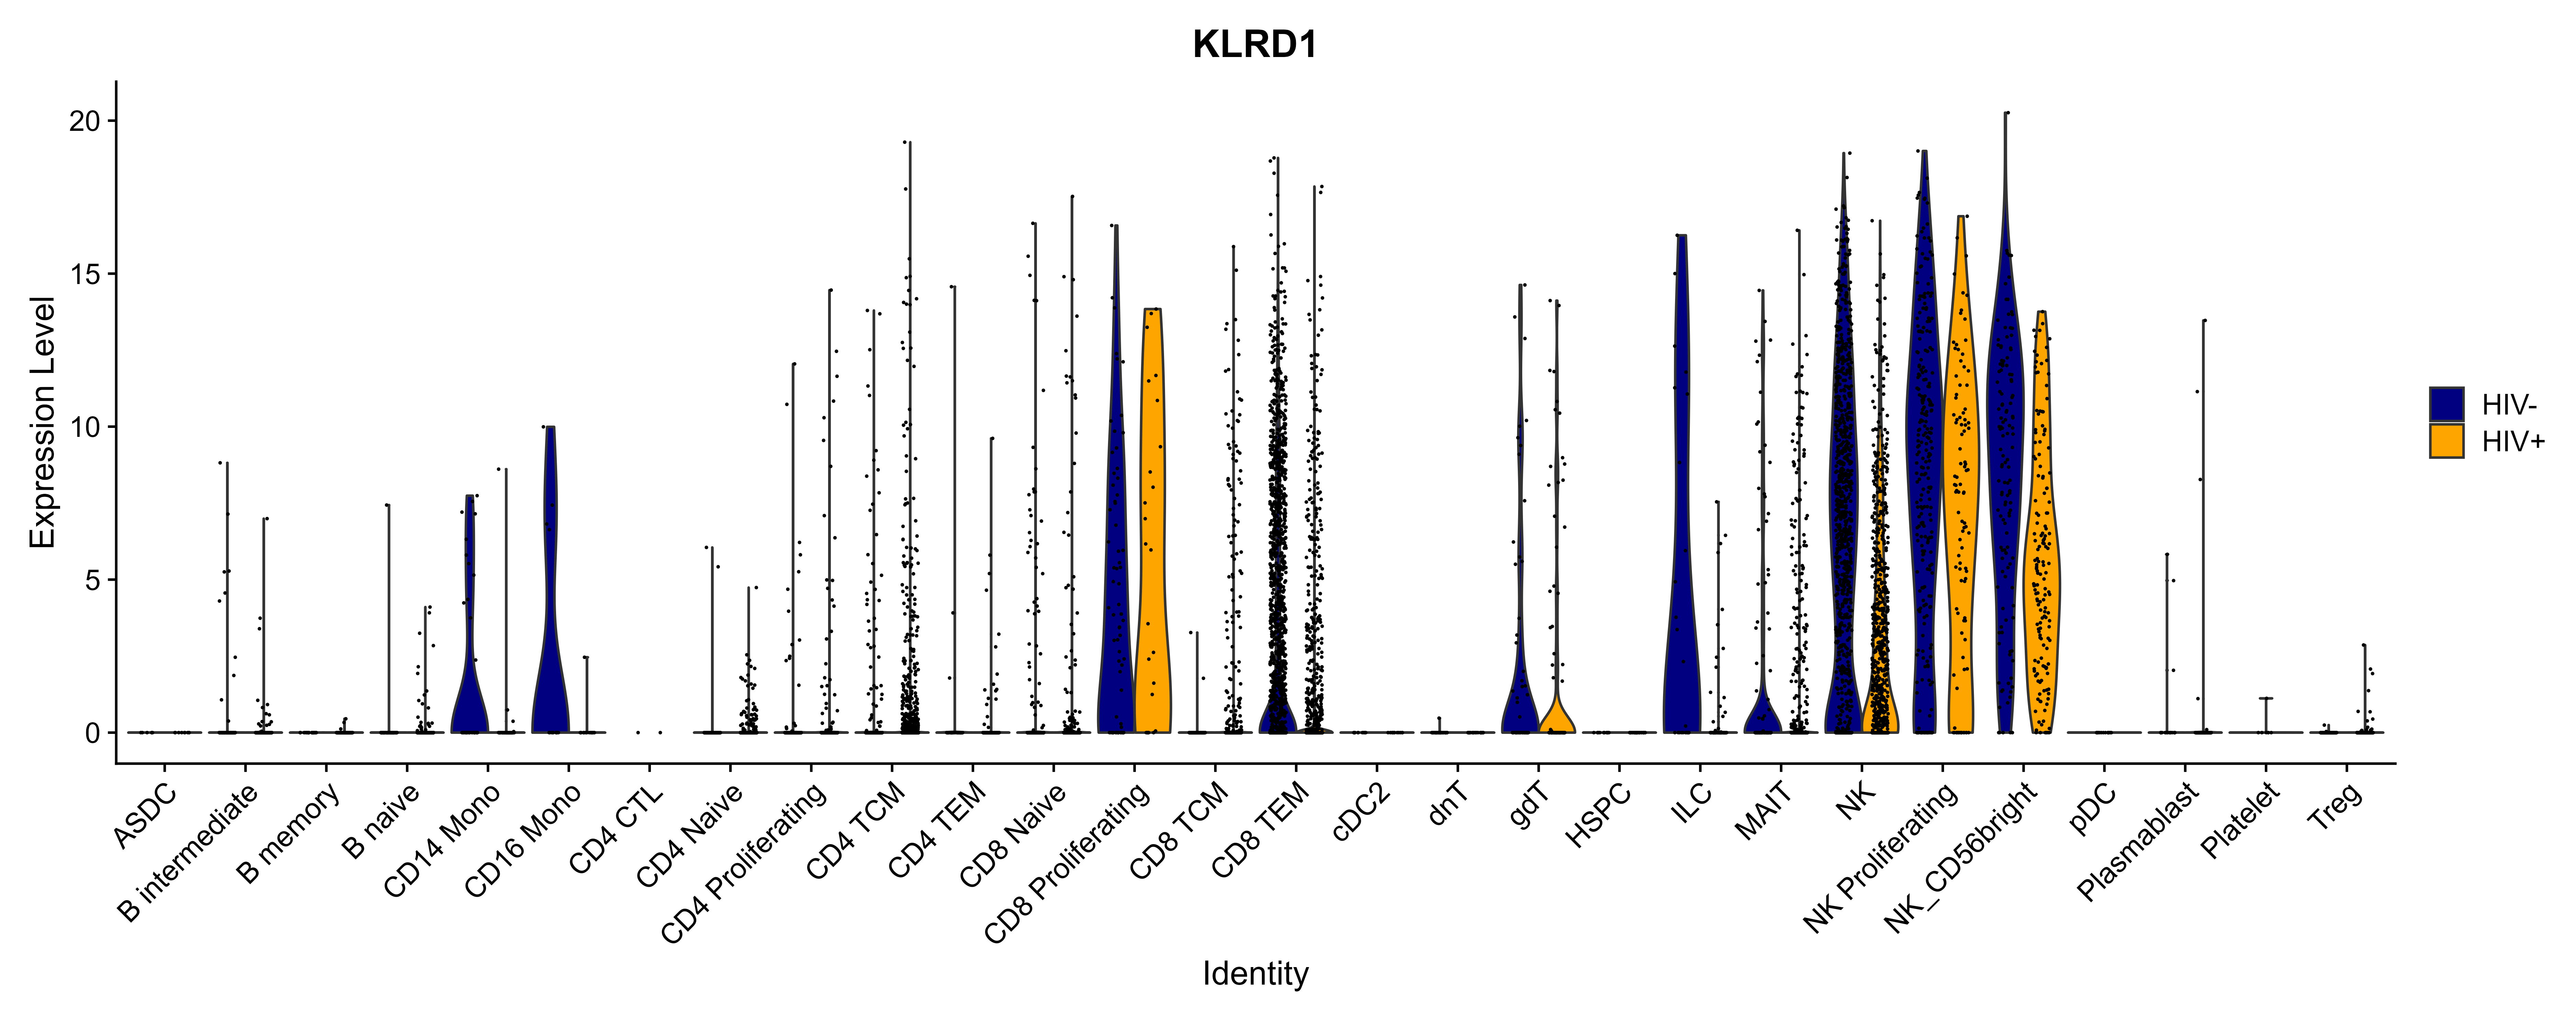 KLRD1
Expression Level
20
15
10
5
0
ASDC
B intermediate
B memory
B naive
CD14 Mono
CD16 Mono
CD4 CTL
CD4 Naive
CD4 Proliferating
CD4 TCM
CD4 TEM
CD8 Naive
CD8 Proliferating
CD8 TCM
CD8 TEM
cDC2
dnT
gdT
HSPC
ILC
MAIT
NK
NK Proliferating
NK_CD56bright
pDC
Plasmablast
Platelet
Treg
Identity
HIV-
HIV+